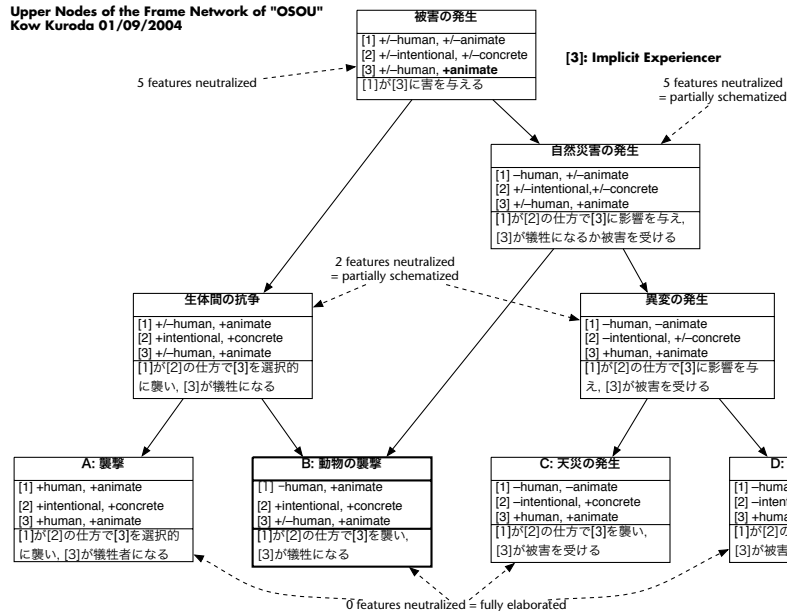 Upper Nodes of the Frame Network of "OSOU"
Kow Kuroda 01/09/2004
被害の発生
[1] +/–human, +/–animate
[2] +/–intentional, +/–concrete
[3] +/–human, +animate
[1]が[3]に害を与える
5 features neutralized
[3]: Implicit Experiencer
5 features neutralized
= partially schematized
自然災害の発生
[1] –human, +/–animate
[2] +/–intentional,+/–concrete
[3] +/–human, +animate
[1]が[2]の仕方で[3]に影響を与え,
[3]が犠牲になるか被害を受ける
2 features neutralized
= partially schematized
生体間の抗争
[1] +/–human, +animate
[2] +intentional, +concrete
[3] +/–human, +animate
[1]が[2]の仕方で[3]を選択的
に襲い, [3]が犠牲になる
異変の発生
[1] –human, –animate
[2] –intentional, +/–concrete
[3] +human, +animate
[1]が[2]の仕方で[3]に影響を与
え, [3]が被害を受ける
A: 襲撃
[1] +human, +animate
[2] +intentional, +concrete
[3] +human, +animate
[1]が[2]の仕方で[3]を選択的
に襲い, [3]が犠牲者になる
B: 動物の襲撃
[1] –human, +animate
[2] +intentional, +concrete
[3] +/–human, +animate
[1]が[2]の仕方で[3]を襲い,
[3]が犠牲になる
C: 天災の発生
[1] –human, –animate
[2] –intentional, +concrete
[3] +human, +animate
[1]が[2]の仕方で[3]を襲い,
[3]が被害を受ける
D:
[1] –huma
[2] –intent
[3] +huma
[1]が[2]の
[3]が被害
0 features neutralized = fully elaborated